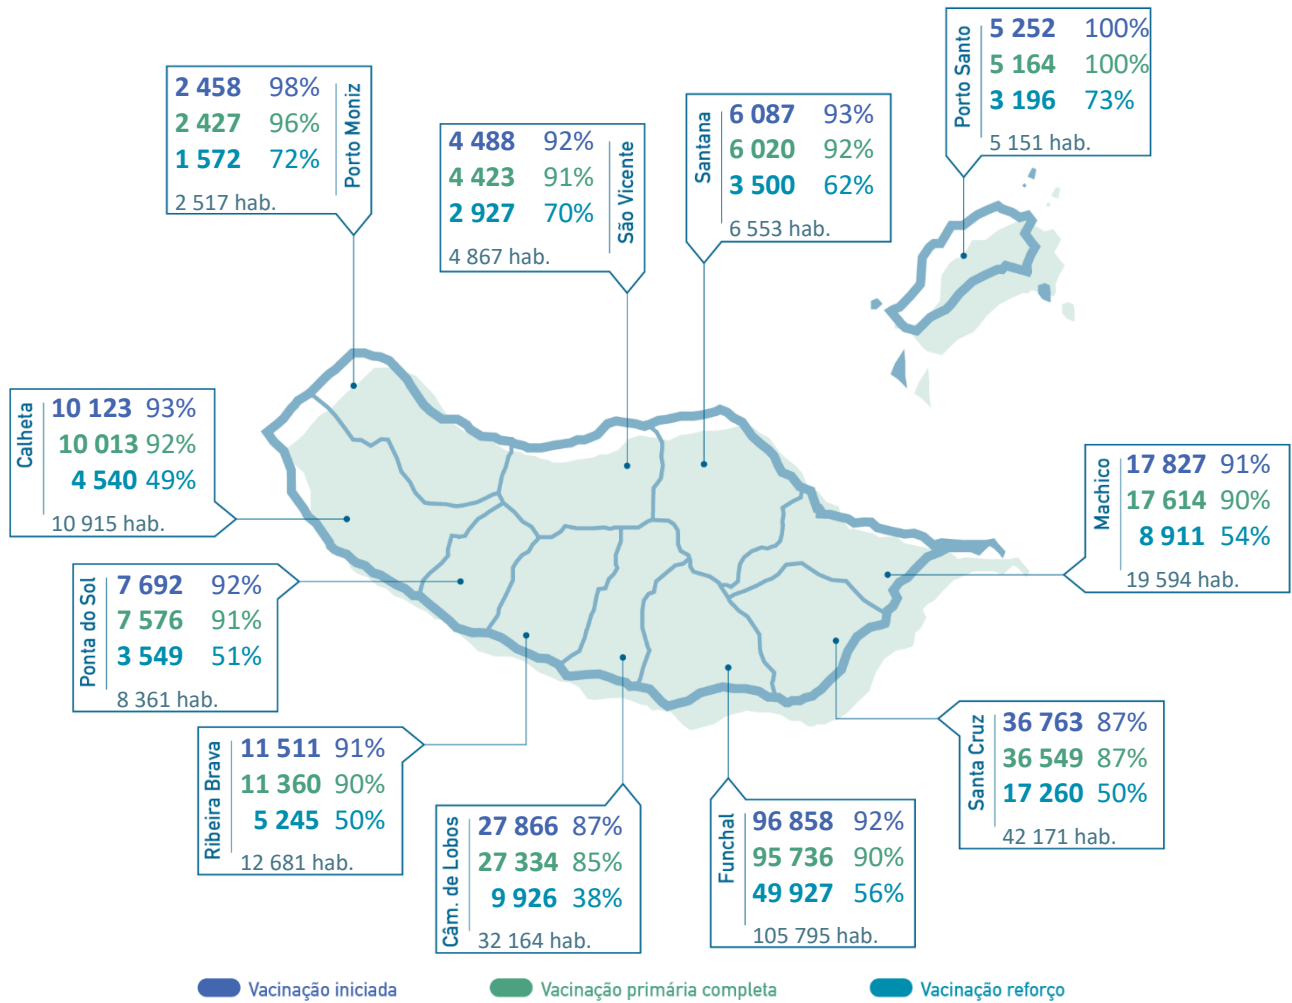 Porto Santo
5 252 100%
5 164 100%
3 196 73%
5 151 hab.
Porto Moniz
2 458 98%
2 427 96%
1 572 72%
2 517 hab.
São Vicente
4 488 92%
4 423 91%
2 927 70%
4 867 hab.
Santana
6 087 93%
6 020 92%
3 500 62%
6 553 hab.
Calheta
10 123 93%
10 013 92%
4 540 49%
10 915 hab.
Machico
17 827 91%
17 614 90%
8 911 54%
19 594 hab.
Ponta do Sol
7 692 92%
7 576 91%
3 549 51%
8 361 hab.
Ribeira Brava
11 511 91%
11 360 90%
5 245 50%
12 681 hab.
Câm. de Lobos
27 866 87%
27 334 85%
9 926 38%
32 164 hab.
Funchal
96 858 92%
95 736 90%
49 927 56%
105 795 hab.
Santa Cruz
36 763 87%
36 549 87%
17 260 50%
42 171 hab.
Vacinação iniciada
Vacinação primária completa
Vacinação reforço